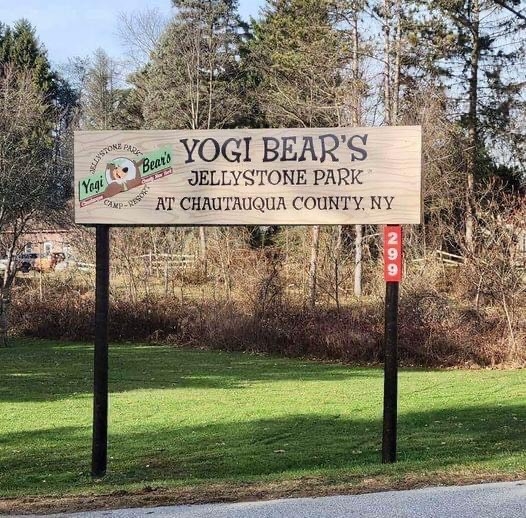 JELLYSTONE PARK
Yogi Bear's
CAMP-RESORT
YOGI BEAR'S
JELLYSTONE PARK
AT CHAUTAUQUA COUNTY, NY
299